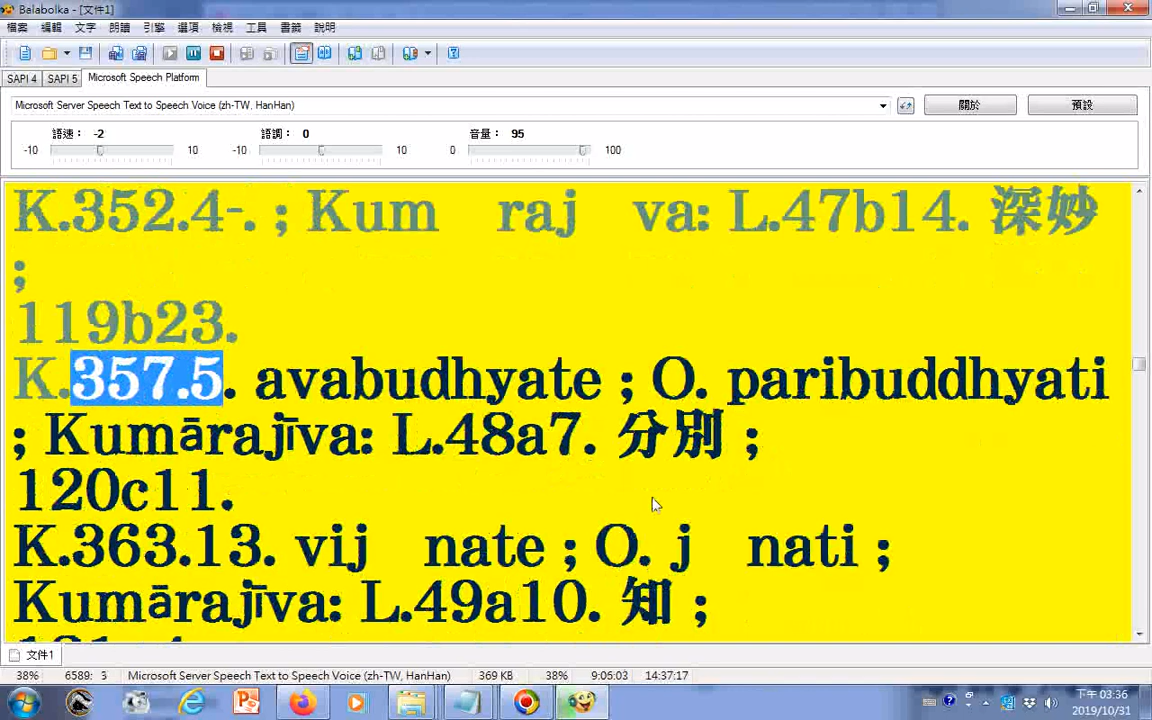 Balabolka - [文件1]
檔案 編輯 文字 朗讀 引擎 選項 檢視 工具 書籤 說明
SAPI 4 SAPI 5 Microsoft Speech Platform
Microsoft Server Speech Text to Speech Voice (zh-TW, HanHan) 關於 預設
語速： -2 語調： 0 音量： 95
-10 10 -10 10 0 100
K.352.4-. ; Kum raj va: L.47b14. 深妙
;
119b23.
K.357.5. avabudhyate ; O. paribuddhyati
; Kumārajīva: L.48a7. 分別 ;
120c11.
K.363.13. vij nate ; O. j nati ;
Kumārajīva: L.49a10. 知 ;
文件1
38% 6589: 3 Microsoft Server Speech Text to Speech Voice (zh-TW, HanHan) 369 KB 38% 9:05:03 14:37:17
下午 03:36
2019/10/31